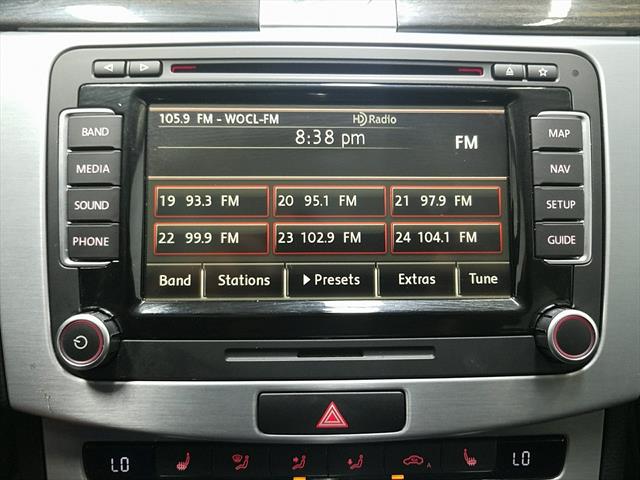 105.9 FM - WOCL-FM HD Radio
8:38 pm
FM
BAND
MEDIA
SOUND
PHONE
19 93.3 FM 20 95.1 FM 21 97.9 FM
22 99.9 FM 23 102.9 FM 24 104.1 FM
Band Stations Presets Extras Tune
MAP
NAV
SETUP
GUIDE
LO A LO